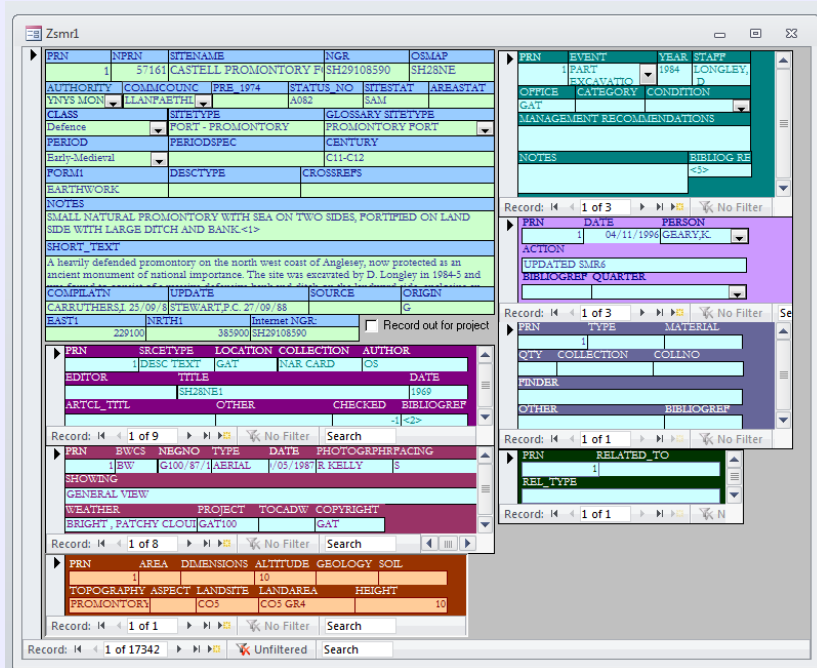 Zsmr1
PRN NPRN SITENAME NGR OSMAP
1 57161 CASTELL PROMONTORY F SH29108590 SH28NE
AUTHORITY COMMCOUNC PRE_1974 STATUS_NO SITESTAT AREASTAT
YNYS MON LLANFAETHL A082 SAM
CLASS SITETYPE GLOSSARY SITETYPE
Defence FORT - PROMONTORY PROMONTORY FORT
PERIOD PERIODSPEC CENTURY
Early-Medieval C11-C12
FORM1 DESCTYPE CROSSREFS
EARTHWORK
NOTES
SMALL NATURAL PROMONTORY WITH SEA ON TWO SIDES, FORTIFIED ON LAND
SIDE WITH LARGE DITCH AND BANK.<1>
SHORT_TEXT
A heavily defended promontory on the north west coast of Anglesey, now protected as an
ancient monument of national importance. The site was excavated by D. Longley in 1984-5 and
COMPILATN UPDATE SOURCE ORIGIN
CARRUTHERS,I. 25/09/8 STEWART,P.C. 27/09/88 G
EAST1 NRTH1 Internet NGR:
229100 385900 SH29108590
Record out for project
PRN SRCETYPE LOCATION COLLECTION AUTHOR
1 DESC TEXT GAT NAR CARD OS
EDITOR TITLE DATE
SH28NE1 1969
ARTCL_TITL OTHER CHECKED BIBLIOGREF
-1 <2>
Record: 1 of 9 No Filter Search
PRN BWCS NEGNO TYPE DATE PHOTOGRPHR FACING
1 BW G100/87/1 AERIAL /05/1987 R KELLY S
SHOWING
GENERAL VIEW
WEATHER PROJECT TOCADW COPYRIGHT
BRIGHT , PATCHY CLOUI GAT100 GAT
Record: 1 of 8 No Filter Search
PRN AREA DIMENSIONS ALTITUDE GEOLOGY SOIL
1 10
TOPOGRAPHY ASPECT LANDSITE LANDAREA HEIGHT
PROMONTORY CO5 CO5 GR4 10
Record: 1 of 1 No Filter Search
PRN EVENT YEAR STAFF
1 PART EXCAVATIO 1984 LONGLEY, D
OFFICE CATEGORY CONDITION
GAT
MANAGEMENT RECOMMENDATIONS
NOTES BIBLIOG RE
<5>
Record: 1 of 3 No Filter
PRN DATE PERSON
1 04/11/1996 GEARY,K.
ACTION
UPDATED SMR6
BIBLIOGREF QUARTER
Record: 1 of 3 No Filter Se
PRN TYPE MATERIAL
1
QTY COLLECTION COLLNO
FINDER
OTHER BIBLIOGREF
Record: 1 of 1 No Filter
PRN RELATED_TO
1
REL_TYPE
Record: 1 of 1 N
Record: 1 of 17342 Unfiltered Search